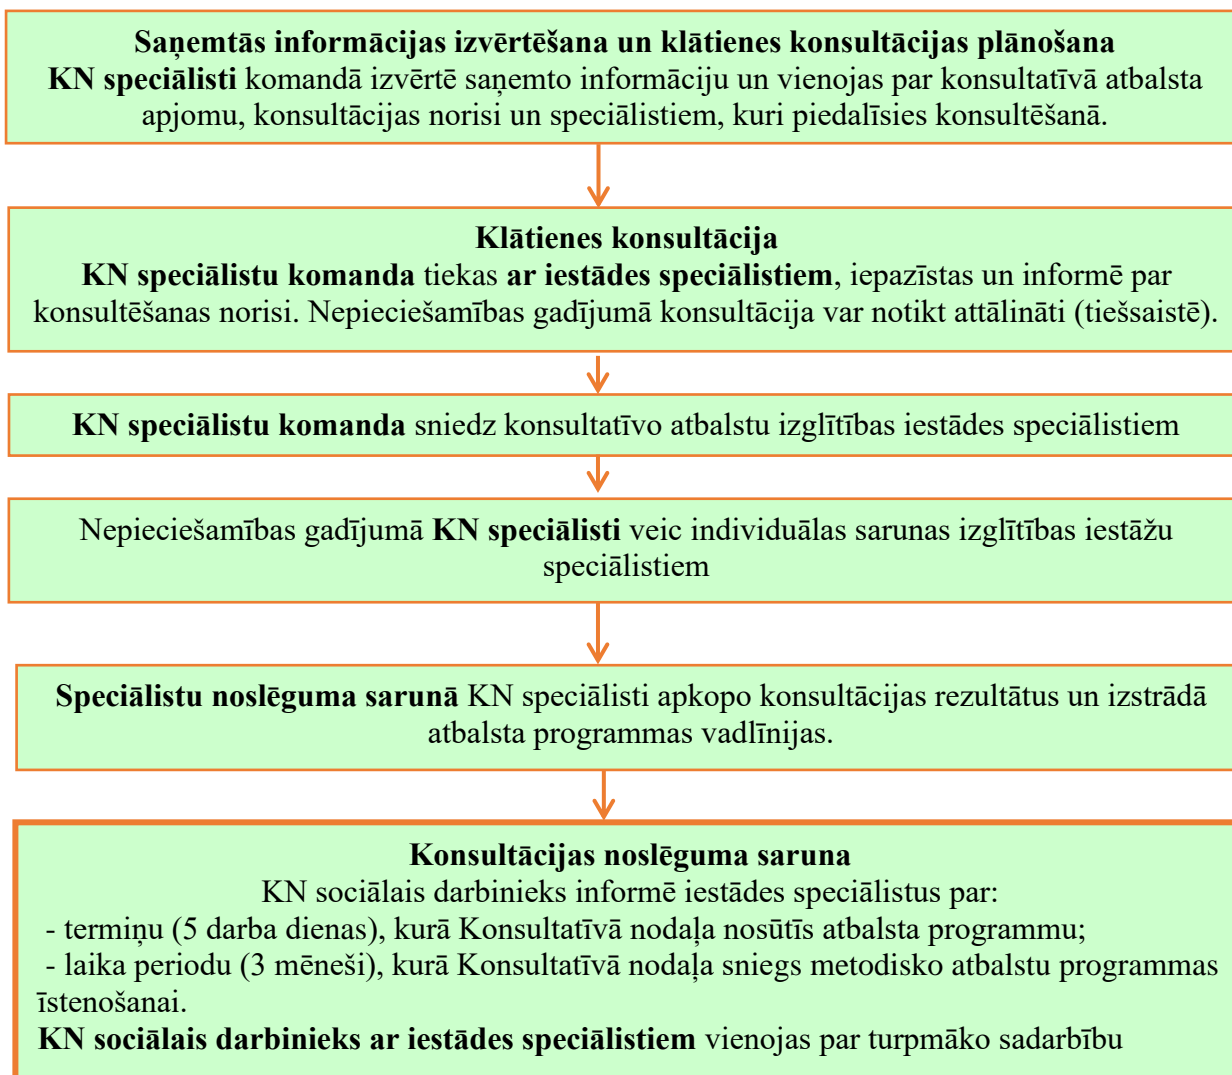 Saņemtās informācijas izvērtēšana un klātienes konsultācijas plānošana
KN speciālisti komandā izvērtē saņemto informāciju un vienojas par konsultatīvā atbalsta
apjomu, konsultācijas norisi un speciālistiem, kuri piedalīsies konsultēšanā.
Klātienes konsultācija
KN speciālistu komanda tiekas ar iestādes speciālistiem, iepazīstas un informē par
konsultēšanas norisi. Nepieciešamības gadījumā konsultācija var notikt attālināti (tiešsaistē).
KN speciālistu komanda sniedz konsultatīvo atbalstu izglītības iestādes speciālistiem
Nepieciešamības gadījumā KN speciālisti veic individuālas sarunas izglītības iestāžu
speciālistiem
Speciālistu noslēguma sarunā KN speciālisti apkopo konsultācijas rezultātus un izstrādā
atbalsta programmas vadlīnijas.
Konsultācijas noslēguma saruna
KN sociālais darbinieks informē iestādes speciālistus par:
- termiņu (5 darba dienas), kurā Konsultatīvā nodaļa nosūtīs atbalsta programmu;
- laika periodu (3 mēneši), kurā Konsultatīvā nodaļa sniegs metodisko atbalstu programmas
īstenošanai.
KN sociālais darbinieks ar iestādes speciālistiem vienojas par turpmāko sadarbību